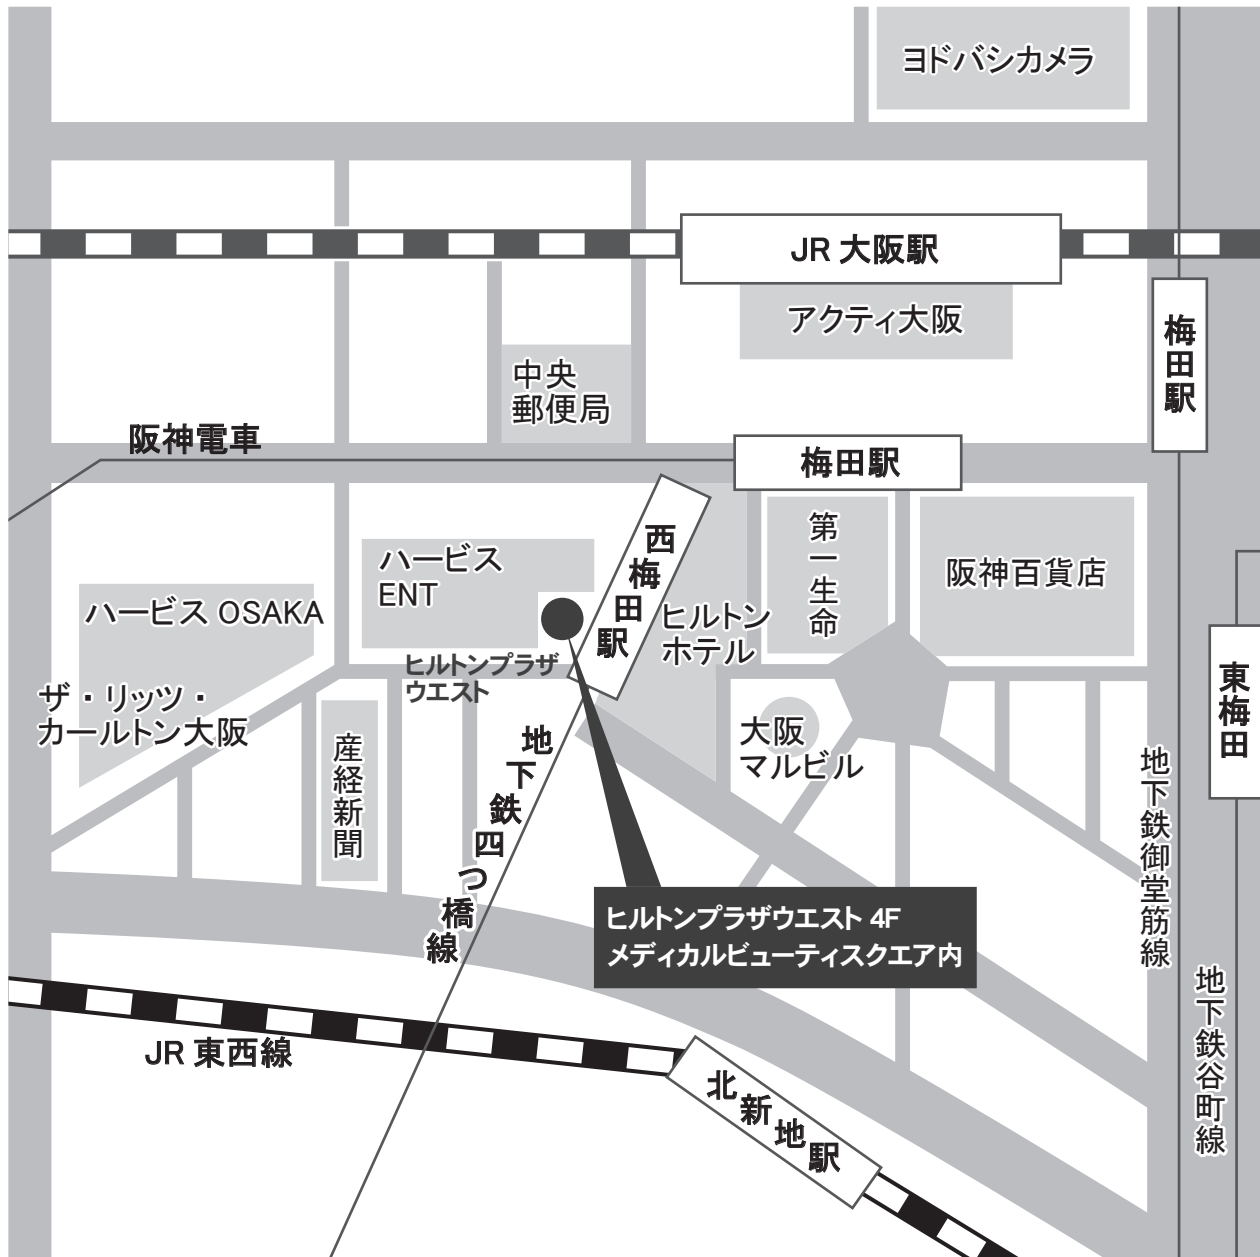 ヨドバシカメラ
JR 大阪駅
アクティ大阪
梅田駅
中央
郵便局
阪神電車
梅田駅
西梅田駅
第一生命
阪神百貨店
ハービス
ENT
ハービス OSAKA
ヒルトン
ホテル
ヒルトンプラザ
ウエスト
ザ・リッツ・
カールトン大阪
東梅田
産経新聞
大阪
マルビル
地下鉄四つ橋線
地下鉄御堂筋線
ヒルトンプラザウエスト 4F
メディカルビューティスクエア内
地下鉄谷町線
JR 東西線
北新地駅